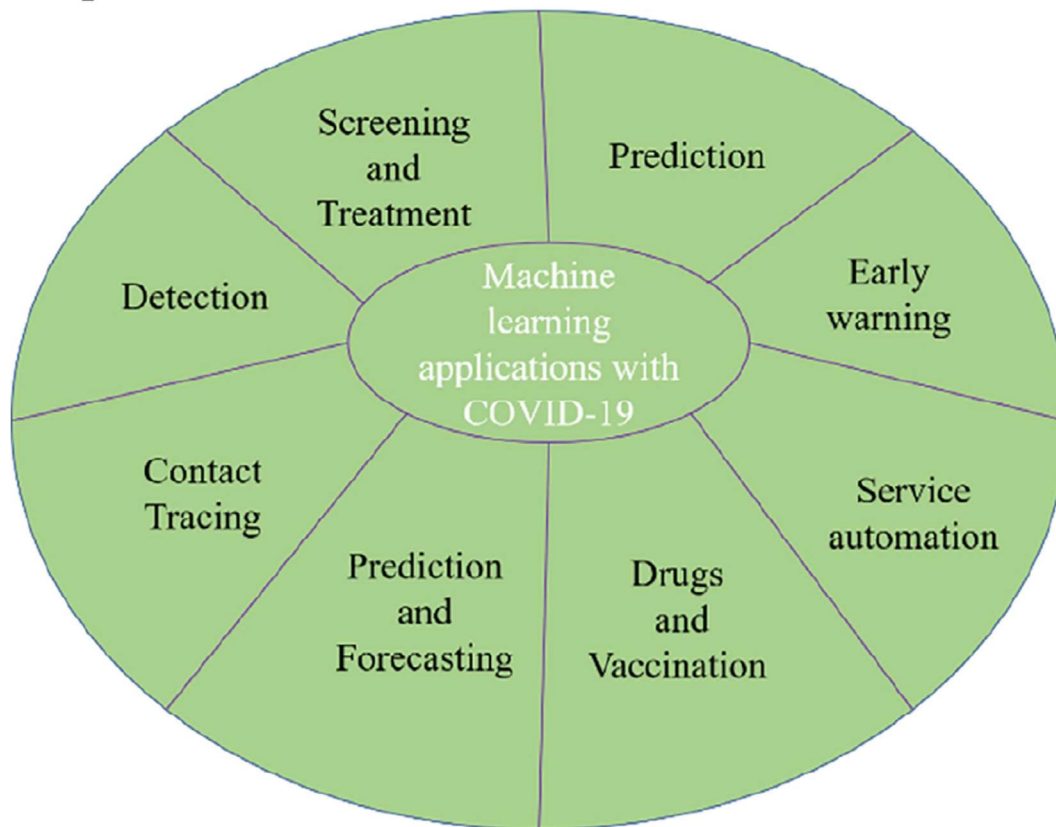 Screening
and
Treatment
Prediction
Early
warning
Service
automation
Drugs
and
Vaccination
Prediction
and
Forecasting
Contact
Tracing
Detection
Machine
learning
applications with
COVID-19